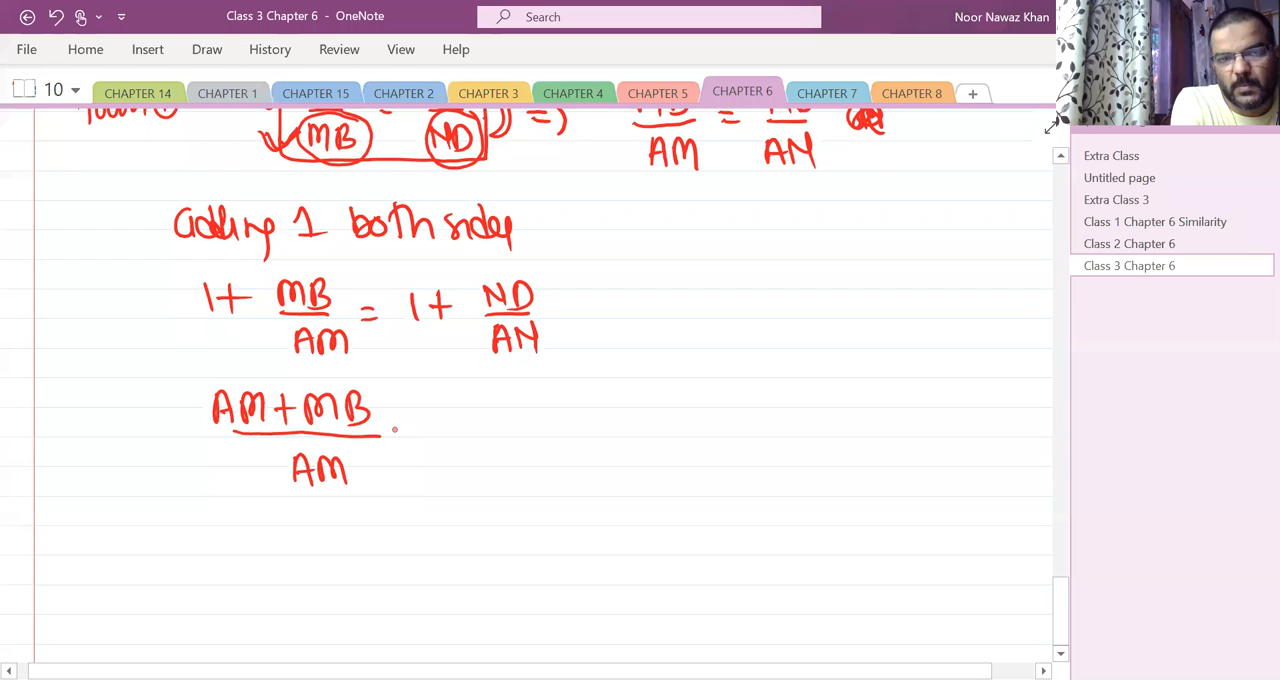 Class 3 Chapter 6 - OneNote
Search
Noor Nawaz Khan
File Home Insert Draw History Review View Help
10 CHAPTER 14 CHAPTER 1 CHAPTER 15 CHAPTER 2 CHAPTER 3 CHAPTER 4 CHAPTER 5 CHAPTER 6 CHAPTER 7 CHAPTER 8 +
MB ND => AM = AN
Extra Class
Untitled page
Extra Class 3
Class 1 Chapter 6 Similarity
Class 2 Chapter 6
Class 3 Chapter 6
adding 1 both sides
1+ MB/AM = 1+ ND/AN
AM+MB
AM